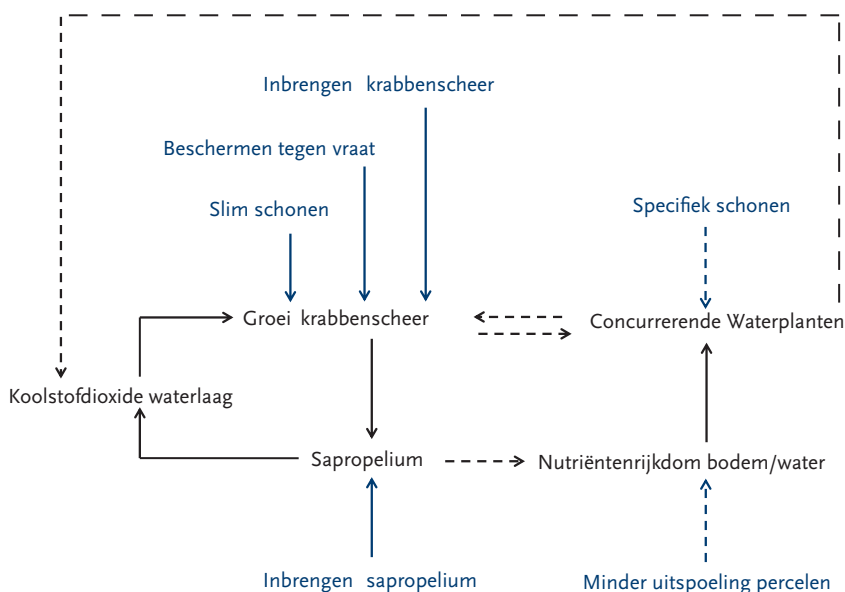 Inbrengen krabbenscheer
Beschermen tegen vraat
Slim schonen
Specifiek schonen
Groei krabbenscheer
Concurrerende Waterplanten
Koolstofdioxide waterlaag
Sapropelium
Nutriëntenrijkdom bodem/water
Inbrengen sapropelium
Minder uitspoeling percelen